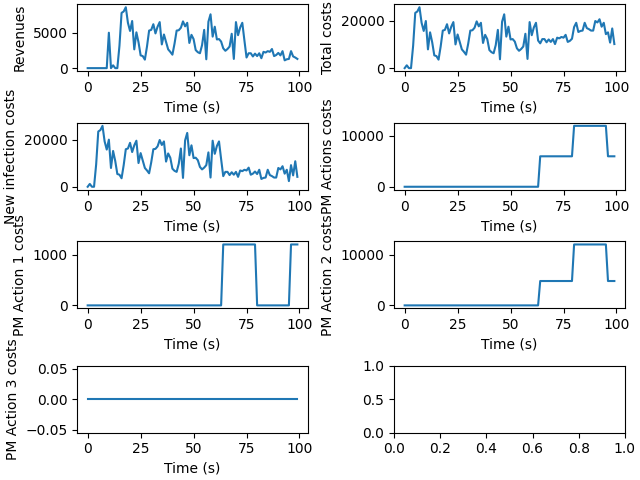 Revenues
5000
0
0 25 50 75 100
Time (s)
Total costs
20000
0
0 25 50 75 100
Time (s)
New infection costs
20000
0
0 25 50 75 100
Time (s)
PM Actions costs
10000
0
0 25 50 75 100
Time (s)
PM Action 1 costs
1000
0
0 25 50 75 100
Time (s)
PM Action 2 costs
10000
0
0 25 50 75 100
Time (s)
PM Action 3 costs
0.05
0.00
−0.05
0 25 50 75 100
Time (s)
1.0
0.5
0.0
0.0 0.2 0.4 0.6 0.8 1.0